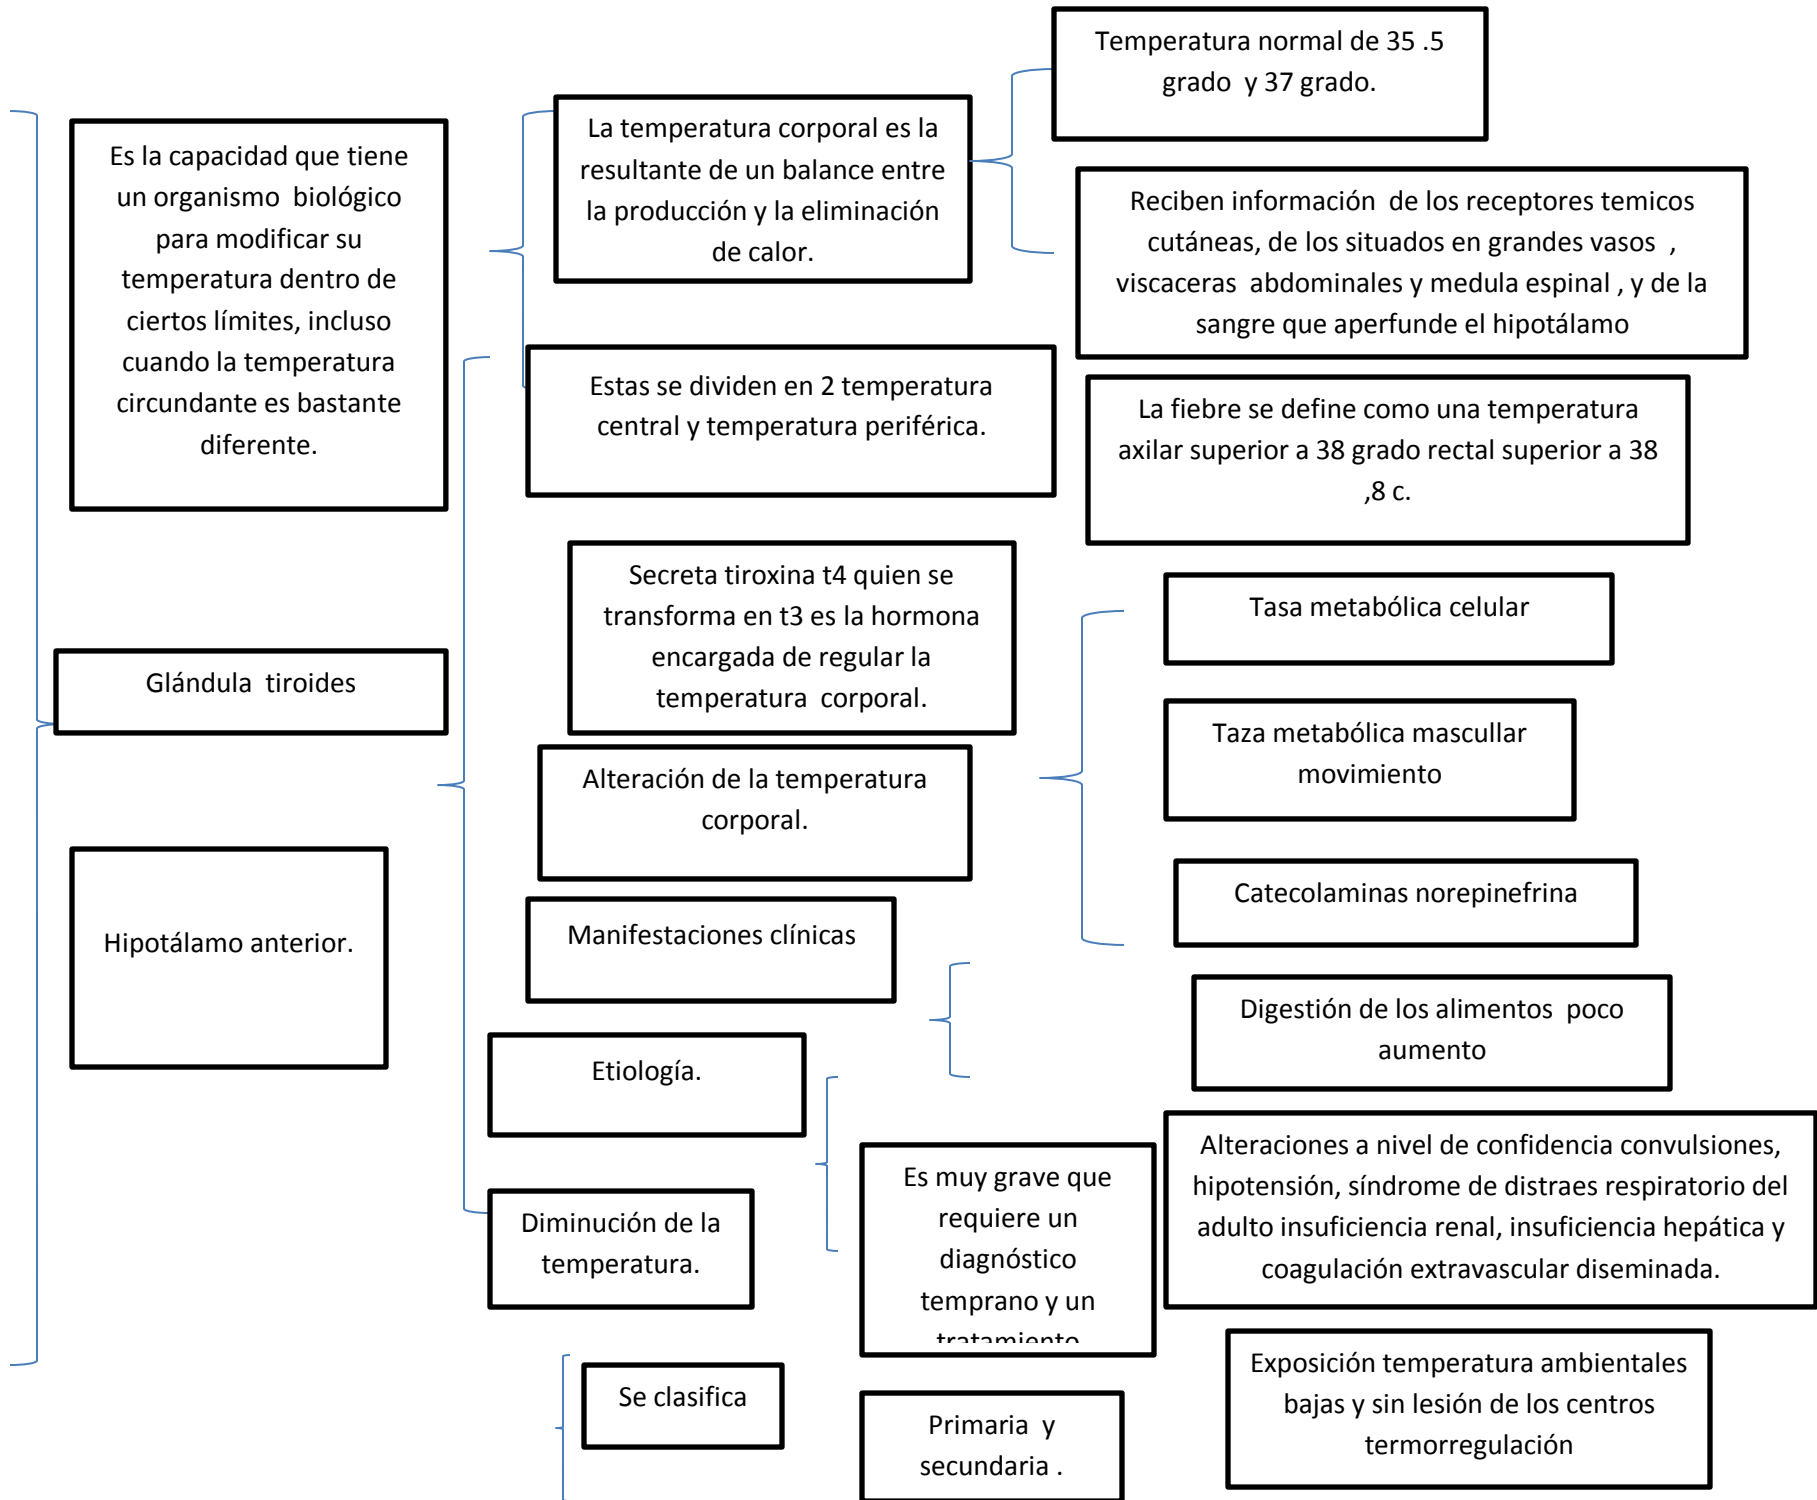 Es la capacidad que tiene
un organismo biológico
para modificar su
temperatura dentro de
ciertos límites, incluso
cuando la temperatura
circundante es bastante
diferente.
Glándula tiroides
Hipotálamo anterior.
La temperatura corporal es la
resultante de un balance entre
la producción y la eliminación
de calor.
Estas se dividen en 2 temperatura
central y temperatura periférica.
Secreta tiroxina t4 quien se
transforma en t3 es la hormona
encargada de regular la
temperatura corporal.
Alteración de la temperatura
corporal.
Manifestaciones clínicas
Etiología.
Diminución de la
temperatura.
Se clasifica
Es muy grave que
requiere un
diagnóstico
temprano y un
tratamiento
Primaria y
secundaria .
Temperatura normal de 35 .5
grado y 37 grado.
Reciben información de los receptores temicos
cutáneas, de los situados en grandes vasos ,
viscaceras abdominales y medula espinal , y de la
sangre que aperfunde el hipotálamo
La fiebre se define como una temperatura
axilar superior a 38 grado rectal superior a 38
,8 c.
Tasa metabólica celular
Taza metabólica mascullar
movimiento
Catecolaminas norepinefrina
Digestión de los alimentos poco
aumento
Alteraciones a nivel de confidencia convulsiones,
hipotensión, síndrome de distraes respiratorio del
adulto insuficiencia renal, insuficiencia hepática y
coagulación extravascular diseminada.
Exposición temperatura ambientales
bajas y sin lesión de los centros
termorregulación